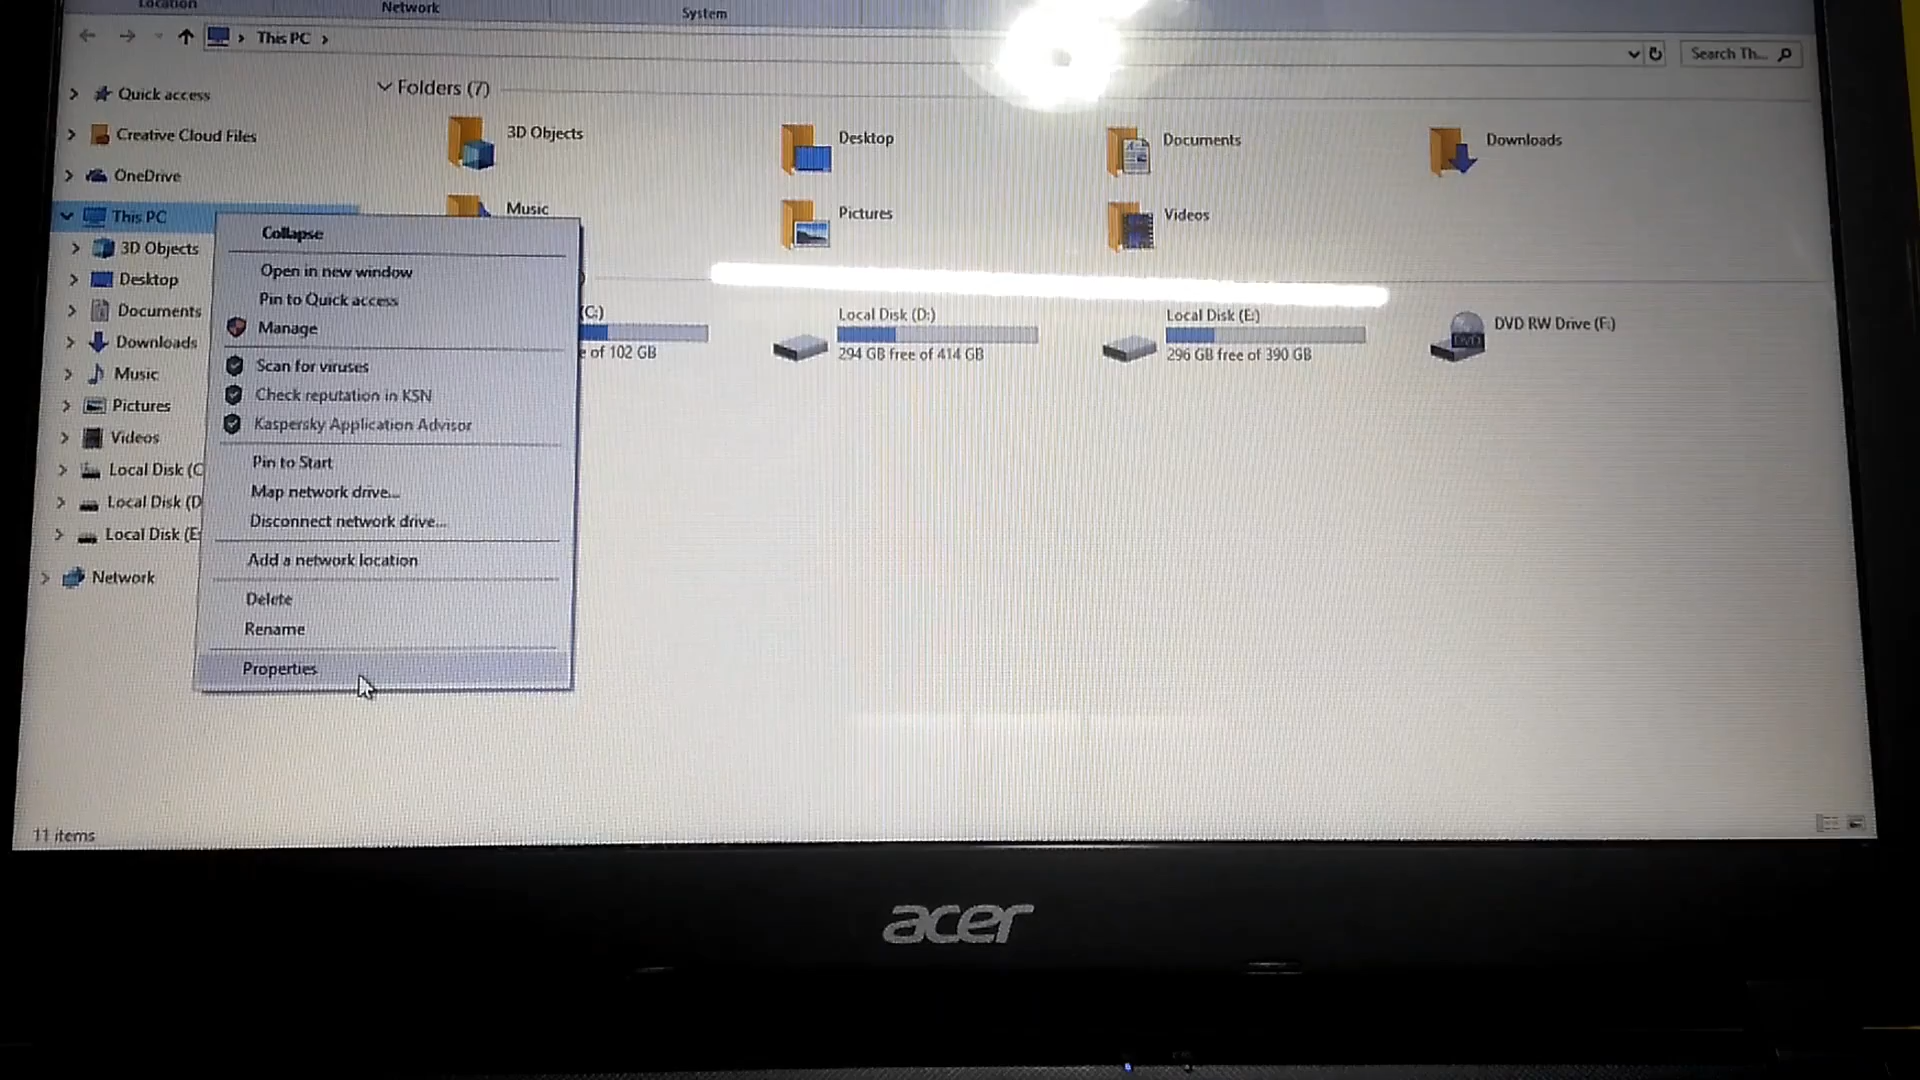 Location
Network
System
This PC
Search Th...
Quick access
Creative Cloud Files
OneDrive
This PC
3D Objects
Desktop
Documents
Downloads
Music
Pictures
Videos
Local Disk (C
Local Disk (D
Local Disk (E:
Network
Collapse
Open in new window
Pin to Quick access
Manage
Scan for viruses
Check reputation in KSN
Kaspersky Application Advisor
Pin to Start
Map network drive...
Disconnect network drive...
Add a network location
Delete
Rename
Properties
Folders (7)
3D Objects
Desktop
Documents
Downloads
Music
Pictures
Videos
(C:)
e of 102 GB
Local Disk (D:)
294 GB free of 414 GB
Local Disk (E:)
296 GB free of 390 GB
DVD
DVD RW Drive (F:)
11 items
acer